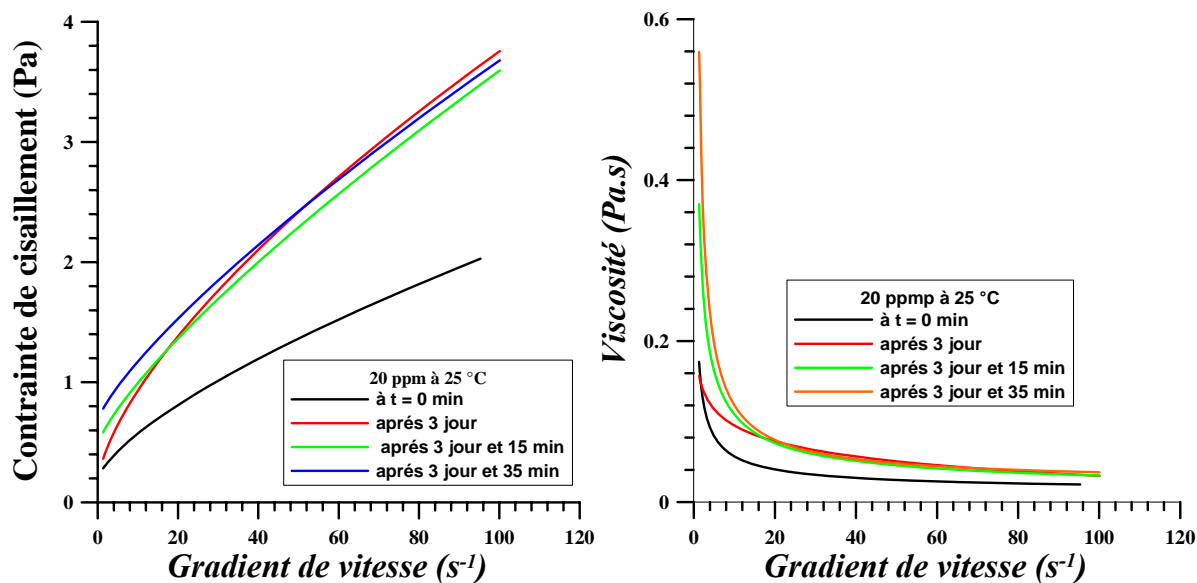 Contrainte de cisaillement (Pa)
4
3
2
1
0
0 20 40 60 80 100 120
Gradient de vitesse (s-1)
20 ppm à 25 °C
à t = 0 min
aprés 3 jour
aprés 3 jour et 15 min
aprés 3 jour et 35 min
Viscosité (Pa.s)
0.6
0.4
0.2
0
0 20 40 60 80 100 120
Gradient de vitesse (s-1)
20 ppmp à 25 °C
à t = 0 min
aprés 3 jour
aprés 3 jour et 15 min
aprés 3 jour et 35 min